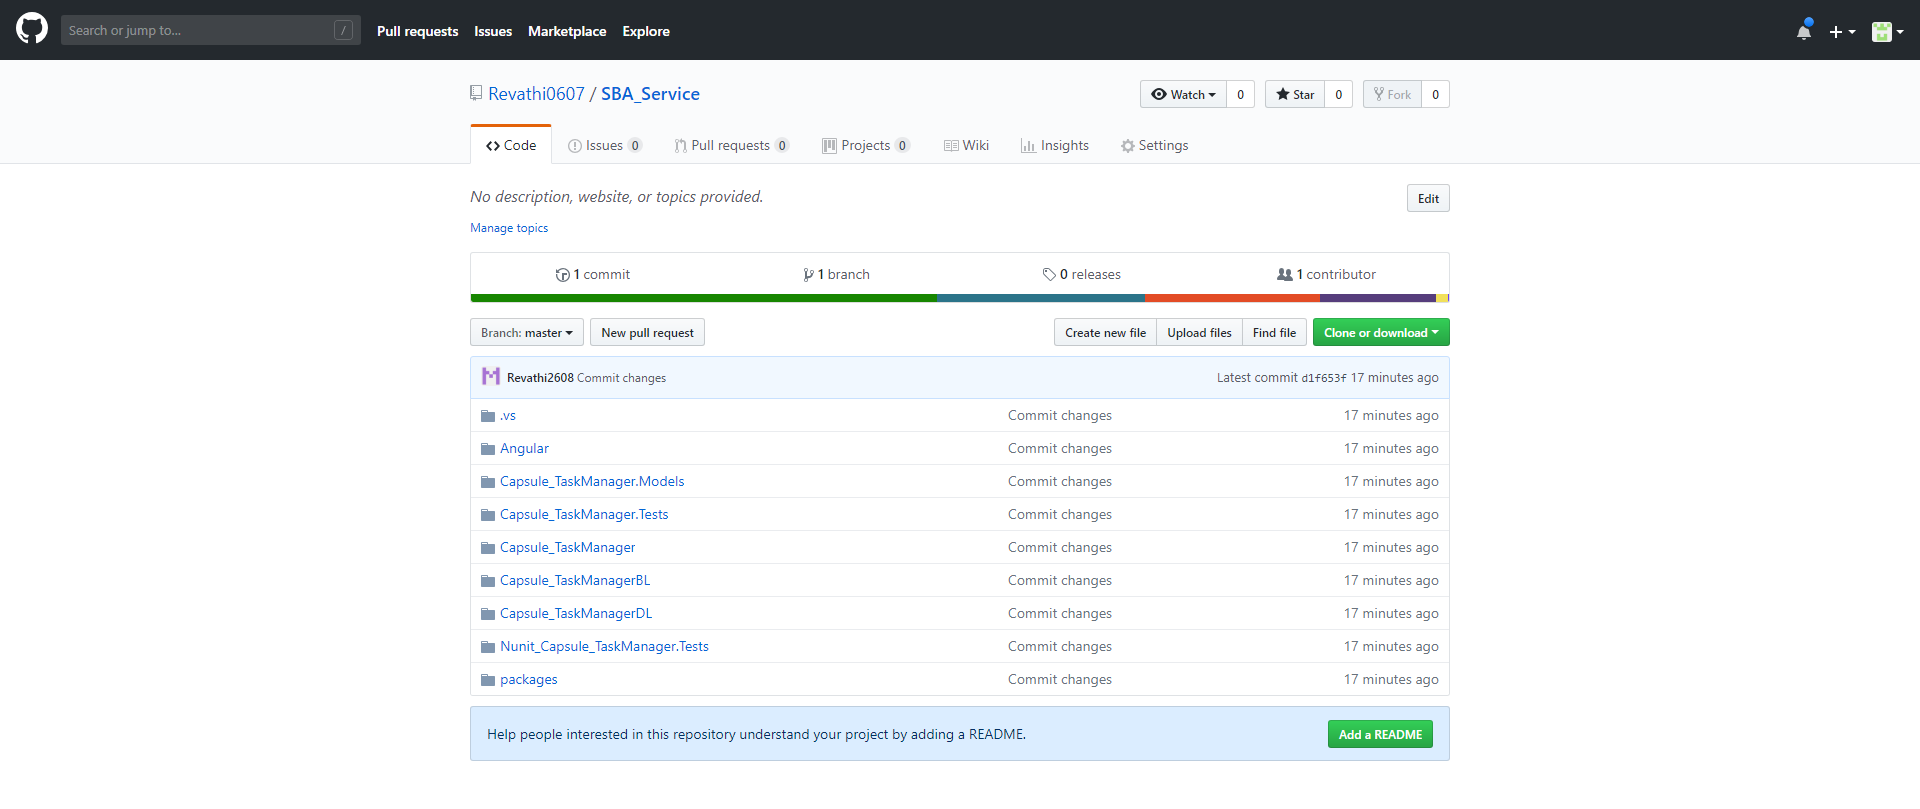 Search or jump to... /
Pull requests Issues Marketplace Explore
Revathi0607 / SBA_Service
Watch 0 Star 0 Fork 0
Code Issues 0 Pull requests 0 Projects 0 Wiki Insights Settings
No description, website, or topics provided. Edit
Manage topics
1 commit 1 branch 0 releases 1 contributor
Branch: master New pull request Create new file Upload files Find file Clone or download
Revathi2608 Commit changes Latest commit d1f653f 17 minutes ago
.vs Commit changes 17 minutes ago
Angular Commit changes 17 minutes ago
Capsule_TaskManager.Models Commit changes 17 minutes ago
Capsule_TaskManager.Tests Commit changes 17 minutes ago
Capsule_TaskManager Commit changes 17 minutes ago
Capsule_TaskManagerBL Commit changes 17 minutes ago
Capsule_TaskManagerDL Commit changes 17 minutes ago
Nunit_Capsule_TaskManager.Tests Commit changes 17 minutes ago
packages Commit changes 17 minutes ago
Help people interested in this repository understand your project by adding a README. Add a README